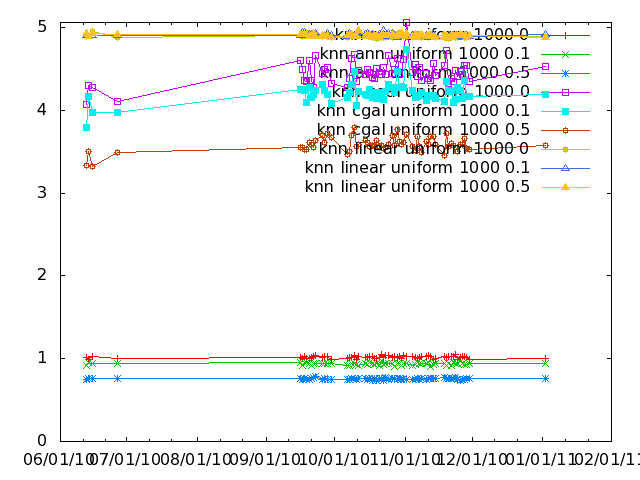 5
knn ann uniform 1000 0
knn ann uniform 1000 0.1
4
knn ann uniform 1000 0.5
knn cgal uniform 1000 0
knn cgal uniform 1000 0.1
knn cgal uniform 1000 0.5
3
knn linear uniform 1000 0
knn linear uniform 1000 0.1
knn linear uniform 1000 0.5
2
1
0
06/01/10 07/01/10 08/01/10 09/01/10 10/01/10 11/01/10 12/01/10 01/01/11 02/01/11